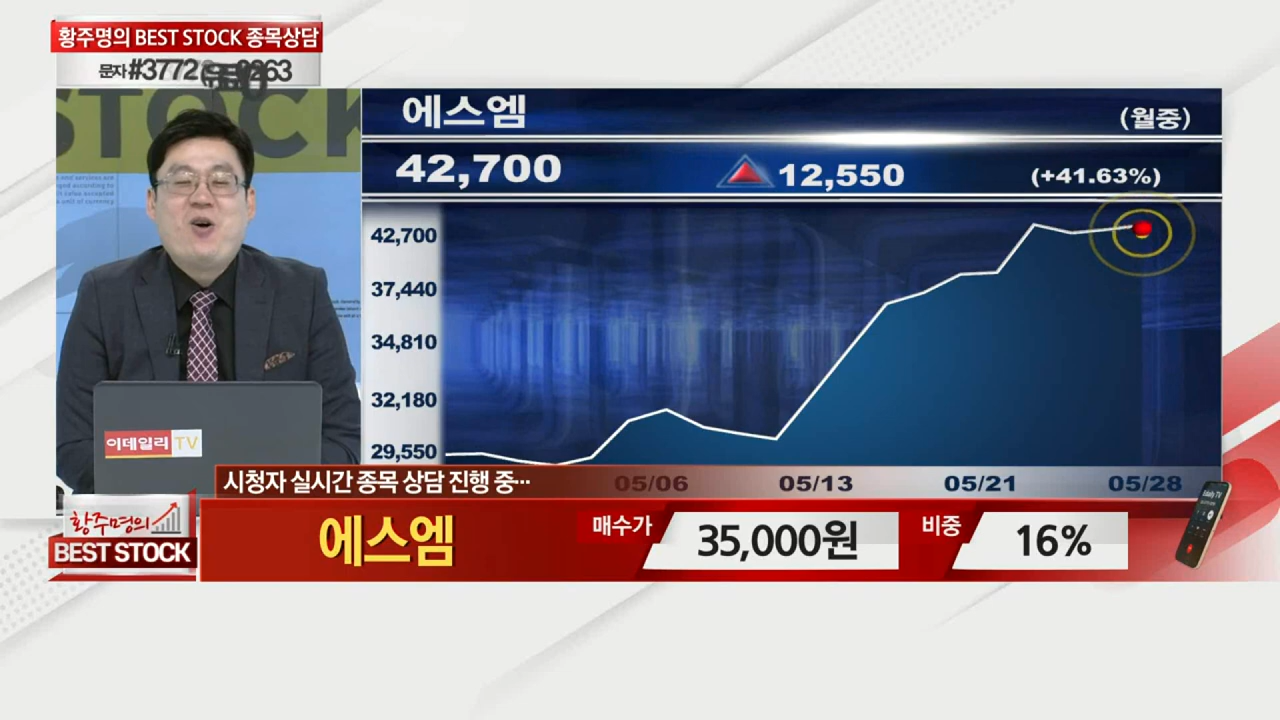 황주명의 BEST STOCK 종목상담
문자 #3772
STOCK
에스엠
(월중)
42,700
12,550
(+41.63%)
42,700
37,440
34,810
32,180
29,550
05/06
05/13
05/21
05/28
이데일리 TV
시청자 실시간 종목 상담 진행 중…
황주명의
BEST STOCK
에스엠
매수가
35,000원
비중
16%